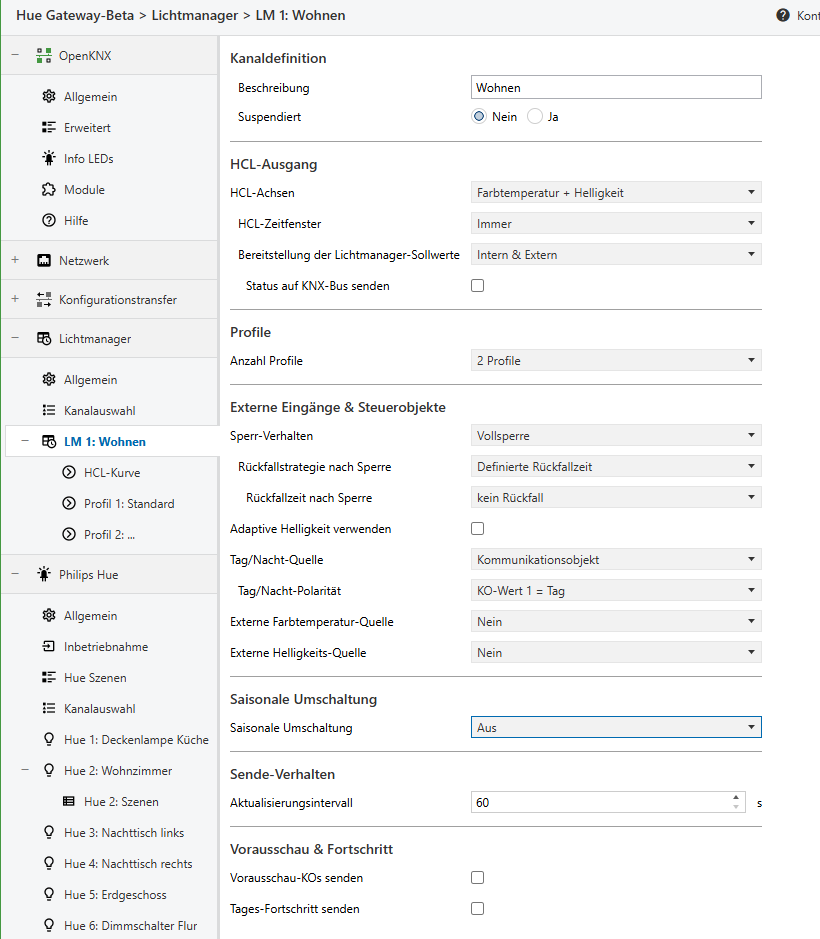 Hue Gateway-Beta > Lichtmanager > LM 1: Wohnen
Kont
OpenKNX
Allgemein
Erweitert
Info LEDs
Module
Hilfe
Netzwerk
Konfigurationstransfer
Lichtmanager
Allgemein
Kanalauswahl
LM 1: Wohnen
HCL-Kurve
Profil 1: Standard
Profil 2: ...
Philips Hue
Allgemein
Inbetriebnahme
Hue Szenen
Kanalauswahl
Hue 1: Deckenlampe Küche
Hue 2: Wohnzimmer
Hue 2: Szenen
Hue 3: Nachttisch links
Hue 4: Nachttisch rechts
Hue 5: Erdgeschoss
Hue 6: Dimmschalter Flur
Kanaldefinition
Beschreibung Wohnen
Suspendiert Nein Ja
HCL-Ausgang
HCL-Achsen Farbtemperatur + Helligkeit
HCL-Zeitfenster Immer
Bereitstellung der Lichtmanager-Sollwerte Intern & Extern
Status auf KNX-Bus senden
Profile
Anzahl Profile 2 Profile
Externe Eingänge & Steuerobjekte
Sperr-Verhalten Vollsperre
Rückfallstrategie nach Sperre Definierte Rückfallzeit
Rückfallzeit nach Sperre kein Rückfall
Adaptive Helligkeit verwenden
Tag/Nacht-Quelle Kommunikationsobjekt
Tag/Nacht-Polarität KO-Wert 1 = Tag
Externe Farbtemperatur-Quelle Nein
Externe Helligkeits-Quelle Nein
Saisonale Umschaltung
Saisonale Umschaltung Aus
Sende-Verhalten
Aktualisierungsintervall 60 s
Vorausschau & Fortschritt
Vorausschau-KOs senden
Tages-Fortschritt senden